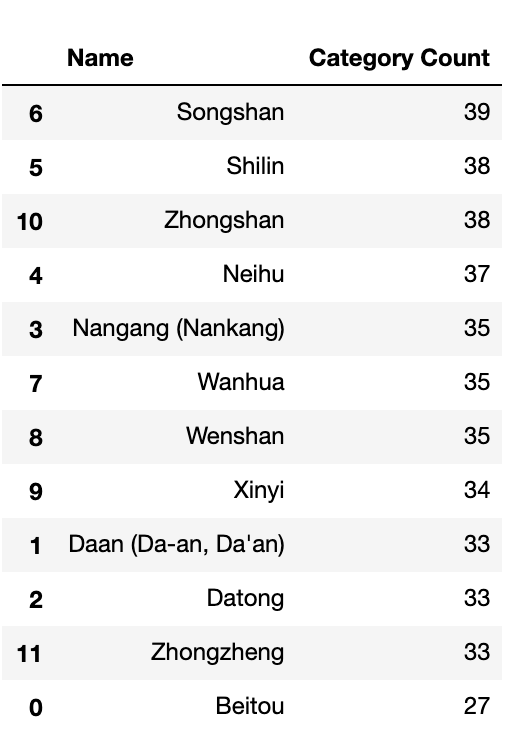 Name Category Count
6 Songshan 39
5 Shilin 38
10 Zhongshan 38
4 Neihu 37
3 Nangang (Nankang) 35
7 Wanhua 35
8 Wenshan 35
9 Xinyi 34
1 Daan (Da-an, Da'an) 33
2 Datong 33
11 Zhongzheng 33
0 Beitou 27